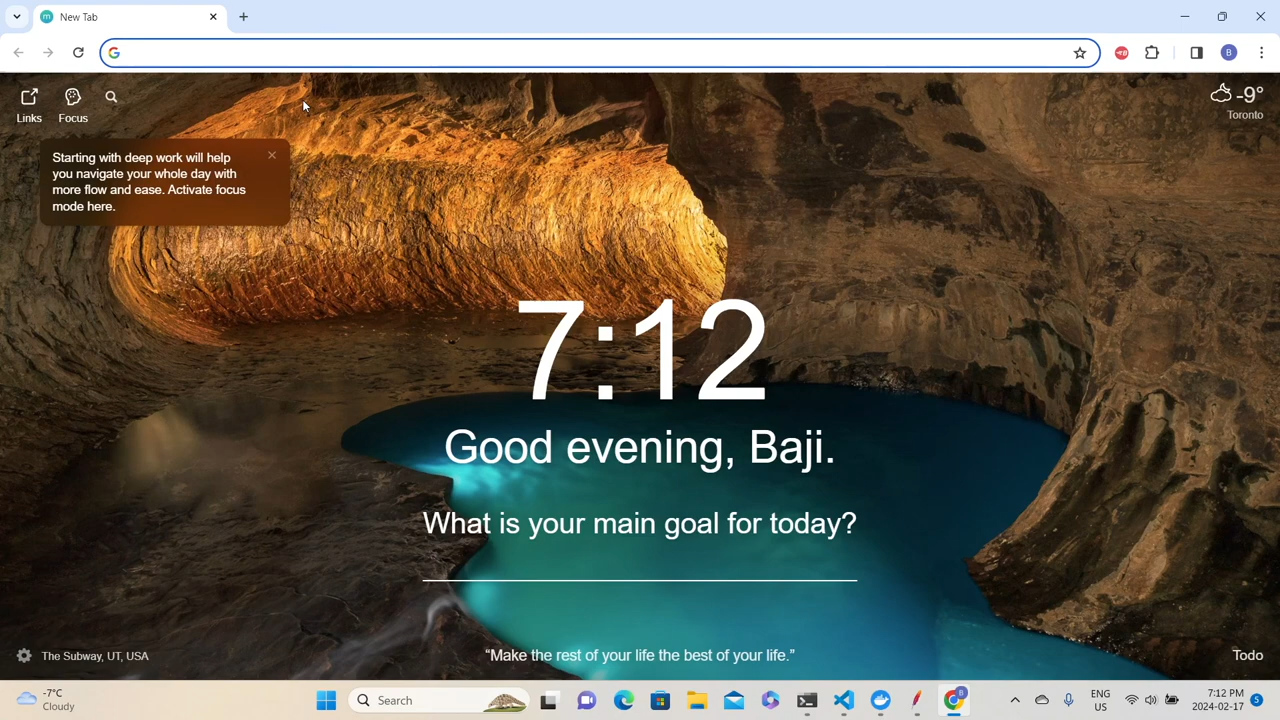 New Tab
Links
Focus
-9°
Toronto
Starting with deep work will help
you navigate your whole day with
more flow and ease. Activate focus
mode here.
7:12
Good evening, Baji.
What is your main goal for today?
The Subway, UT, USA
“Make the rest of your life the best of your life.”
Todo
-7°C
Cloudy
Search
ENG
US
7:12 PM
2024-02-17
5